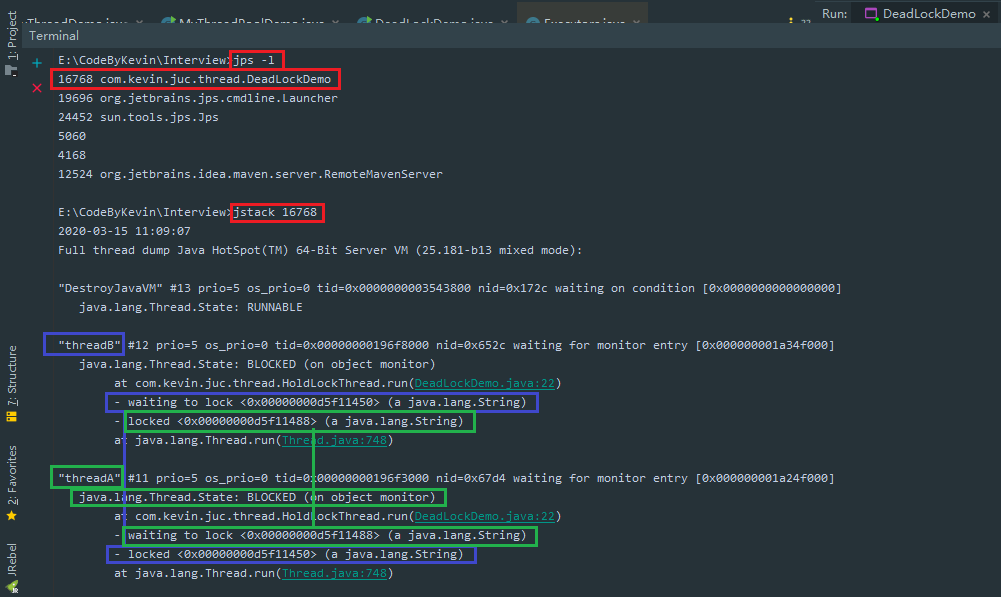 ThreadDemo.java
MyThreadPoolDemo.java
DeadLockDemo.java
Executors.java
Run:
DeadLockDemo
1: Project
Terminal
E:\CodeByKevin\Interview>jps -l
16768 com.kevin.juc.thread.DeadLockDemo
19696 org.jetbrains.jps.cmdline.Launcher
24452 sun.tools.jps.Jps
5060
4168
12524 org.jetbrains.idea.maven.server.RemoteMavenServer
E:\CodeByKevin\Interview>jstack 16768
2020-03-15 11:09:07
Full thread dump Java HotSpot(TM) 64-Bit Server VM (25.181-b13 mixed mode):
"DestroyJavaVM" #13 prio=5 os_prio=0 tid=0x0000000003543800 nid=0x172c waiting on condition [0x0000000000000000]
java.lang.Thread.State: RUNNABLE
"threadB" #12 prio=5 os_prio=0 tid=0x00000000196f8000 nid=0x652c waiting for monitor entry [0x000000001a34f000]
java.lang.Thread.State: BLOCKED (on object monitor)
at com.kevin.juc.thread.HoldLockThread.run(DeadLockDemo.java:22)
- waiting to lock <0x00000000d5f11450> (a java.lang.String)
- locked <0x00000000d5f11488> (a java.lang.String)
at java.lang.Thread.run(Thread.java:748)
"threadA" #11 prio=5 os_prio=0 tid=0x00000000196f3000 nid=0x67d4 waiting for monitor entry [0x000000001a24f000]
java.lang.Thread.State: BLOCKED (on object monitor)
at com.kevin.juc.thread.HoldLockThread.run(DeadLockDemo.java:22)
- waiting to lock <0x00000000d5f11488> (a java.lang.String)
- locked <0x00000000d5f11450> (a java.lang.String)
at java.lang.Thread.run(Thread.java:748)
7: Structure
2: Favorites
JRebel